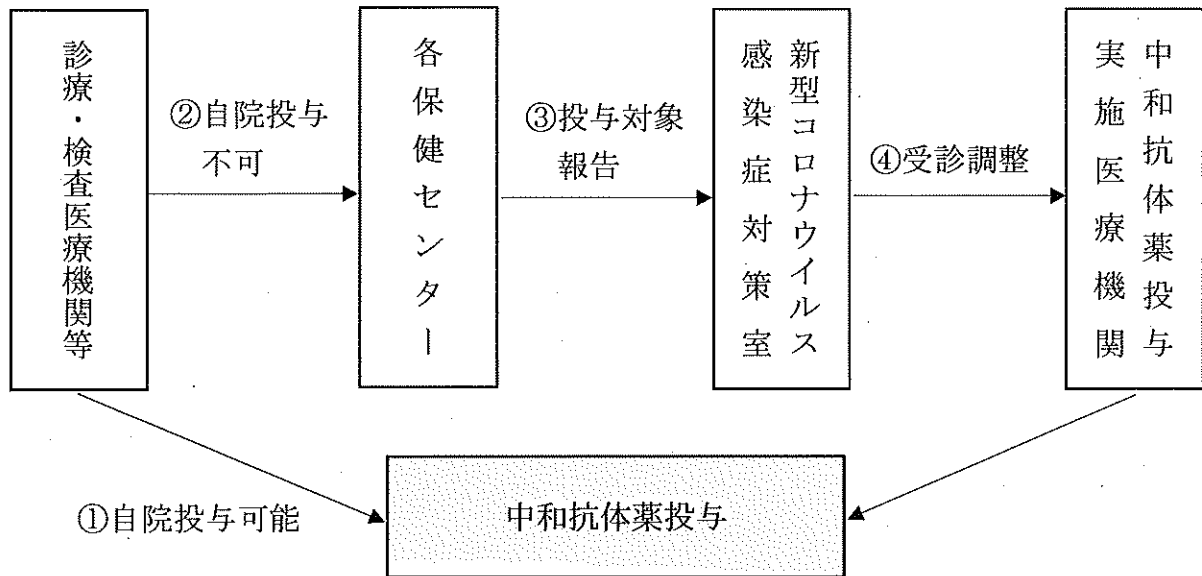 診療・検査医療機関等
②自院投与
不可
各保健センター
③投与対象
報告
新型コロナウイルス
感染症対策室
④受診調整
中和抗体薬投与
実施医療機関
①自院投与可能
中和抗体薬投与